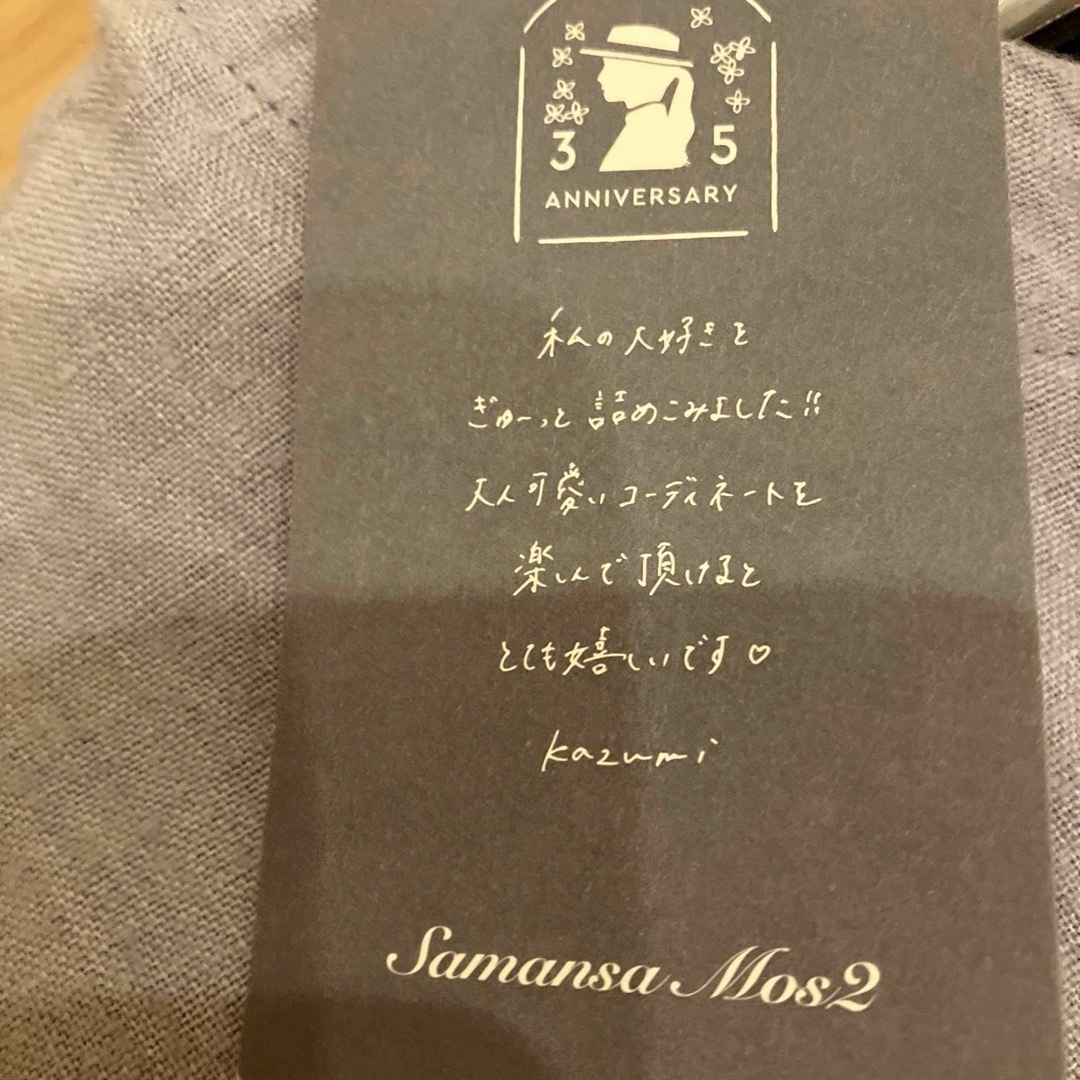 3 5
ANNIVERSARY
私の大好きを
ぎゅーっと詰めこみました!!
大人可愛いコーディネートを
楽しんで頂けると
とても嬉しいです♡
kazumi
Samansa Mos2